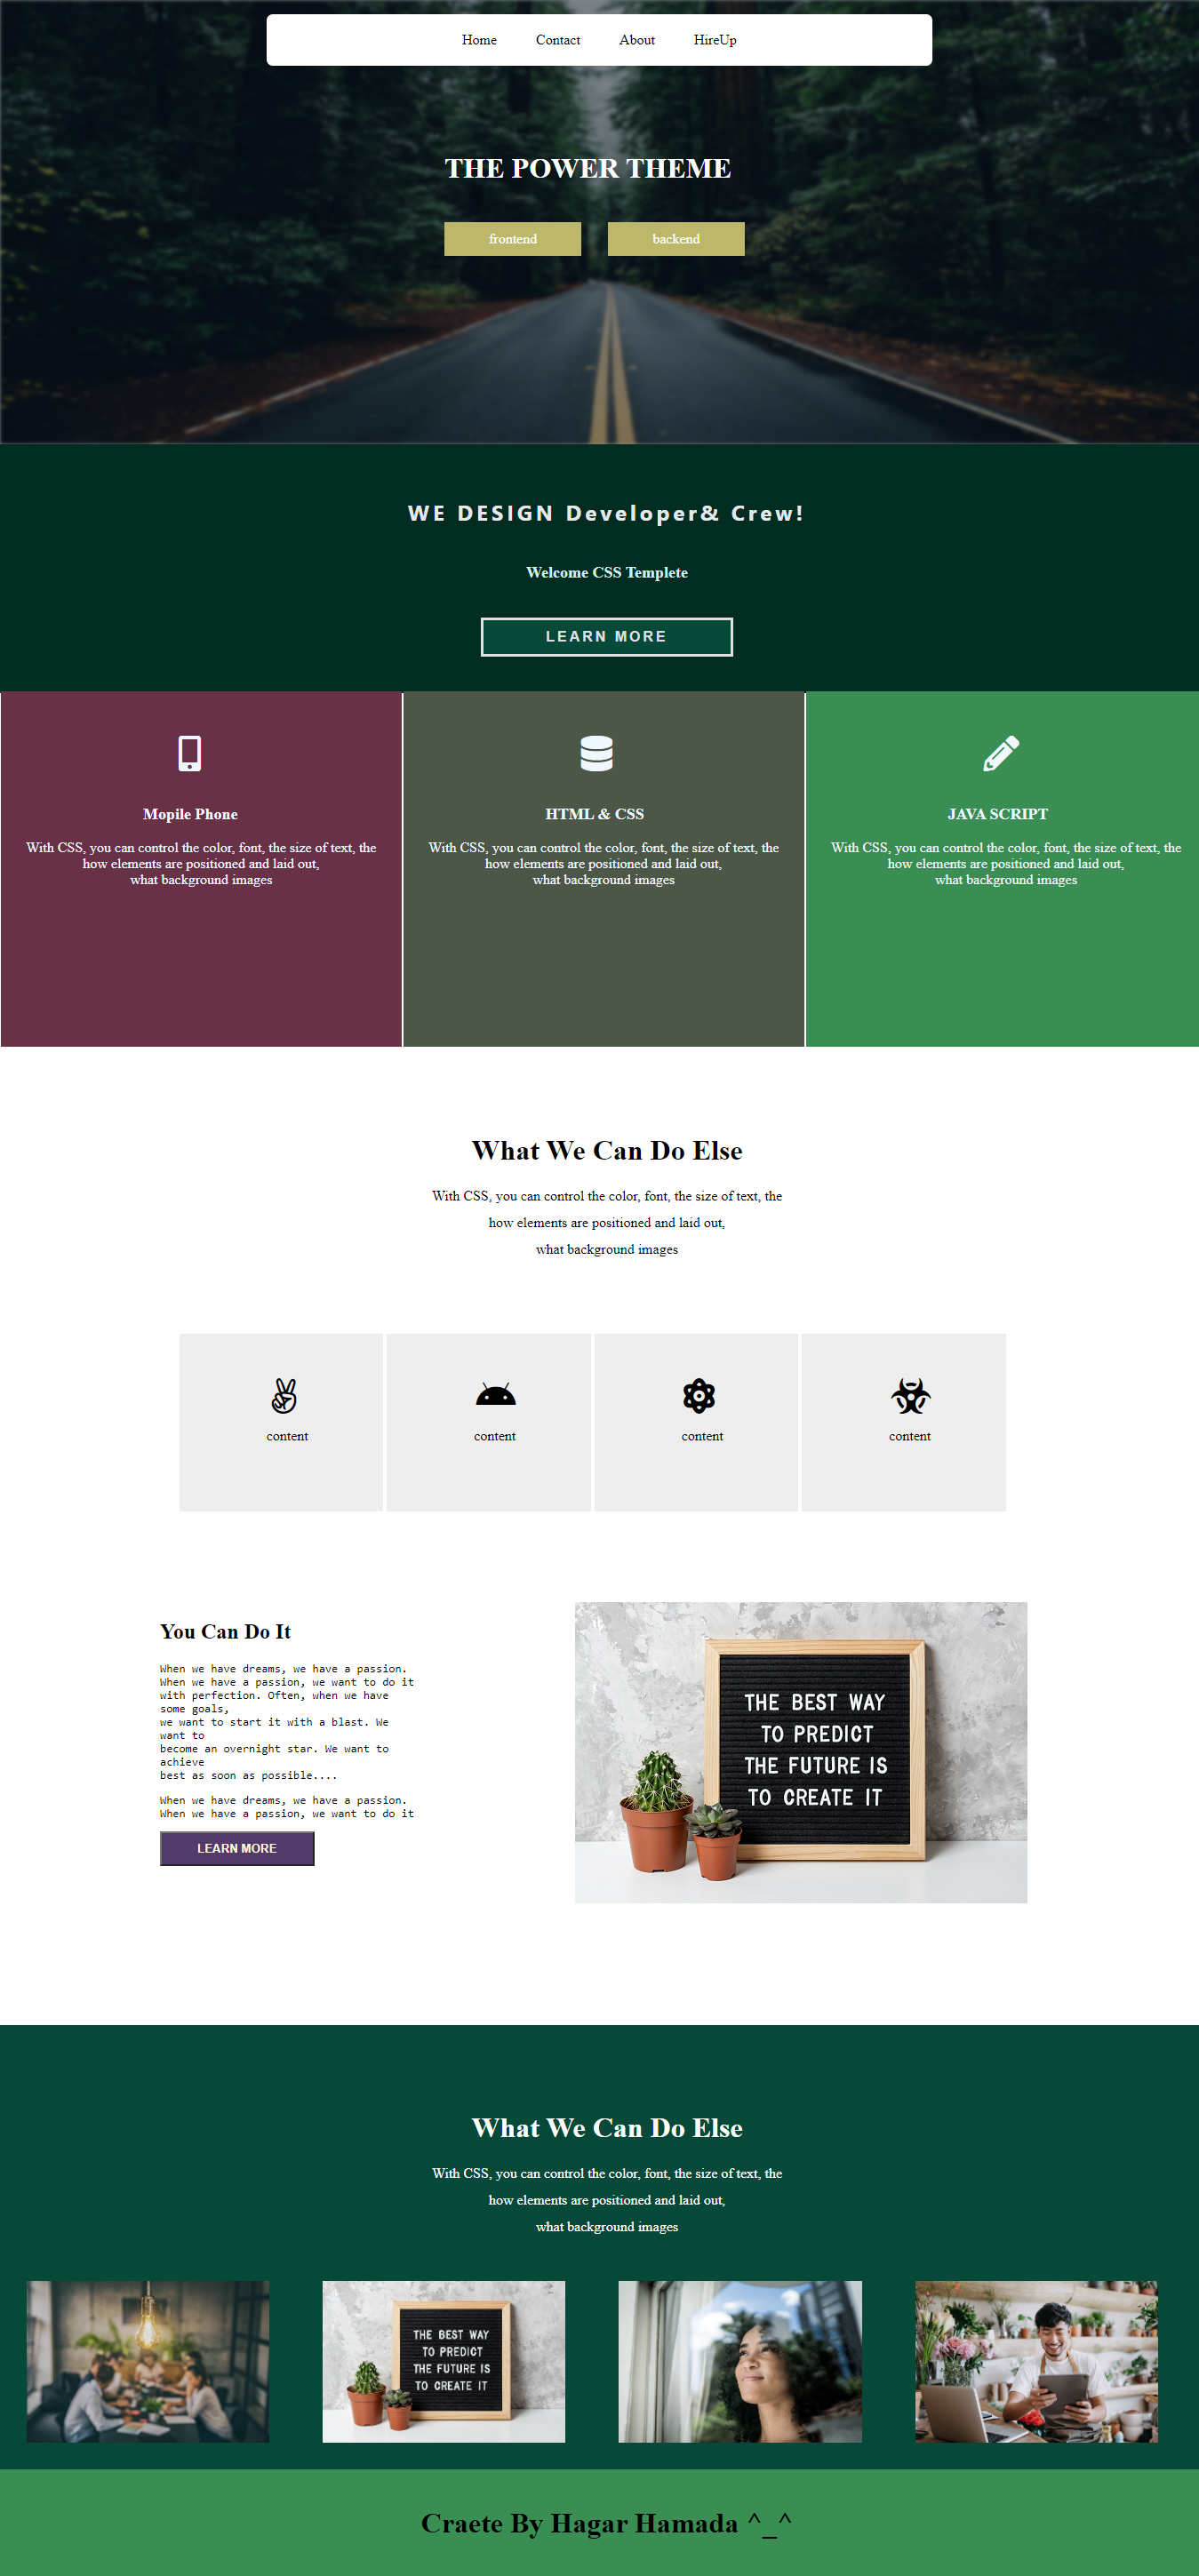 Home Contact About HireUp
THE POWER THEME
frontend backend
WE DESIGN Developer& Crew!
Welcome CSS Templete
LEARN MORE
Mopile Phone
With CSS, you can control the color, font, the size of text, the
how elements are positioned and laid out,
what background images
HTML & CSS
With CSS, you can control the color, font, the size of text, the
how elements are positioned and laid out,
what background images
JAVA SCRIPT
With CSS, you can control the color, font, the size of text, the
how elements are positioned and laid out,
what background images
What We Can Do Else
With CSS, you can control the color, font, the size of text, the
how elements are positioned and laid out,
what background images
content content content content
You Can Do It
When we have dreams, we have a passion.
When we have a passion, we want to do it
with perfection. Often, when we have
some goals,
we want to start it with a blast. We
want to
become an overnight star. We want to
achieve
best as soon as possible....
When we have dreams, we have a passion.
When we have a passion, we want to do it
LEARN MORE
THE BEST WAY
TO PREDICT
THE FUTURE IS
TO CREATE IT
What We Can Do Else
With CSS, you can control the color, font, the size of text, the
how elements are positioned and laid out,
what background images
THE BEST WAY
TO PREDICT
THE FUTURE IS
TO CREATE IT
Craete By Hagar Hamada ^_^